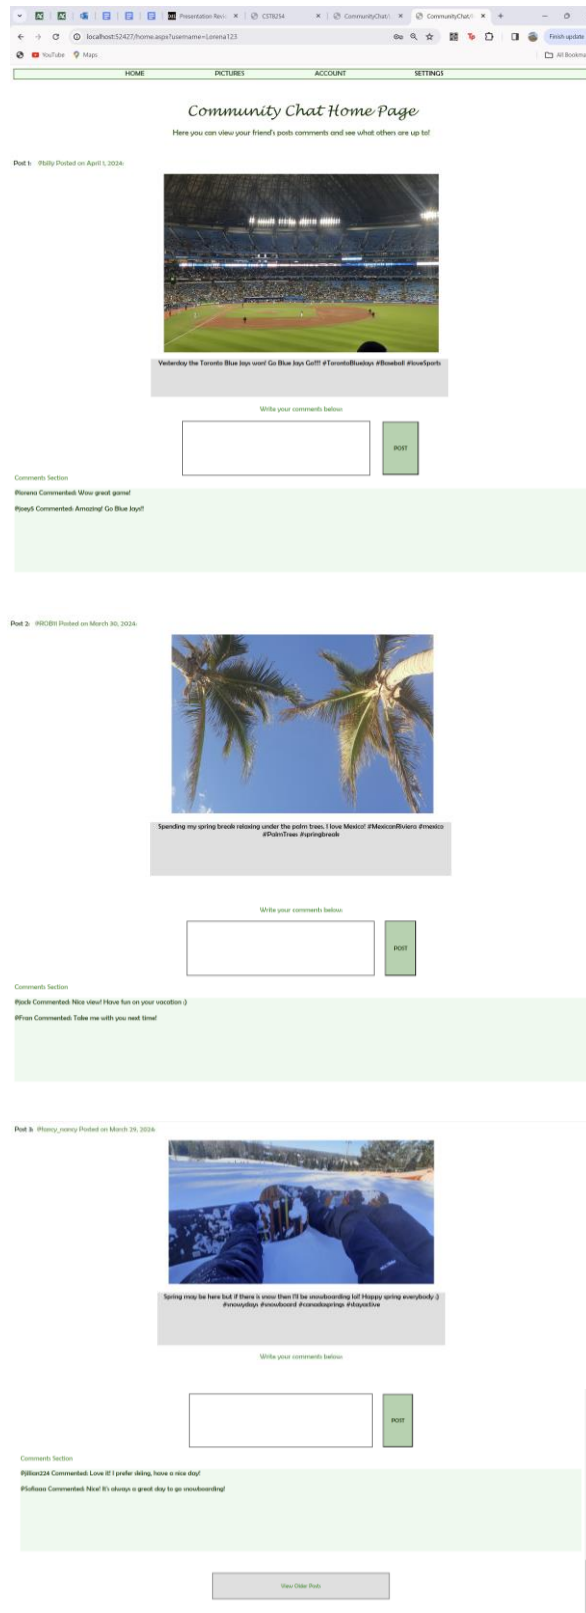 Presentation Revi
CSTB254
CommunityChat/
CommunityChat/
localhost:52427/home.aspx?username=Lorena123
Finish update
YouTube
Maps
All Bookma
HOME PICTURES ACCOUNT SETTINGS
Community Chat Home Page
Here you can view your friend's posts comments and see what others are up to!
Post 1: @billy Posted on April 1, 2024:
Yesterday the Toronto Blue Jays won! Go Blue Jays Go!!!! #TorontoBluejays #Baseball #loveSports
Write your comments below:
POST
Comments Section
@lorena Commented: Wow great game!
@joey5 Commented: Amazing! Go Blue Jays!!
Post 2: Posted on March 30, 2024:
Spending my spring break relaxing under the palm trees. I love Mexico! #MexicanRiviera #mexico
#PalmTrees #springbreak
Write your comments below:
POST
Comments Section
@jack Commented: Nice view! Have fun on your vacation :)
@Fran Commented: Take me with you next time!
Post 3: Posted on March 29, 2024:
Spring may be here but if there is snow then I'll be snowboarding lol! Happy spring everybody :)
#snowydays #snowboard #canadasprings #stayactive
Write your comments below:
POST
Comments Section
@jillian224 Commented: Love it! I prefer skiing, have a nice day!
@Sofiaaa Commented: Nice! It's always a great day to go snowboarding!
View Older Posts